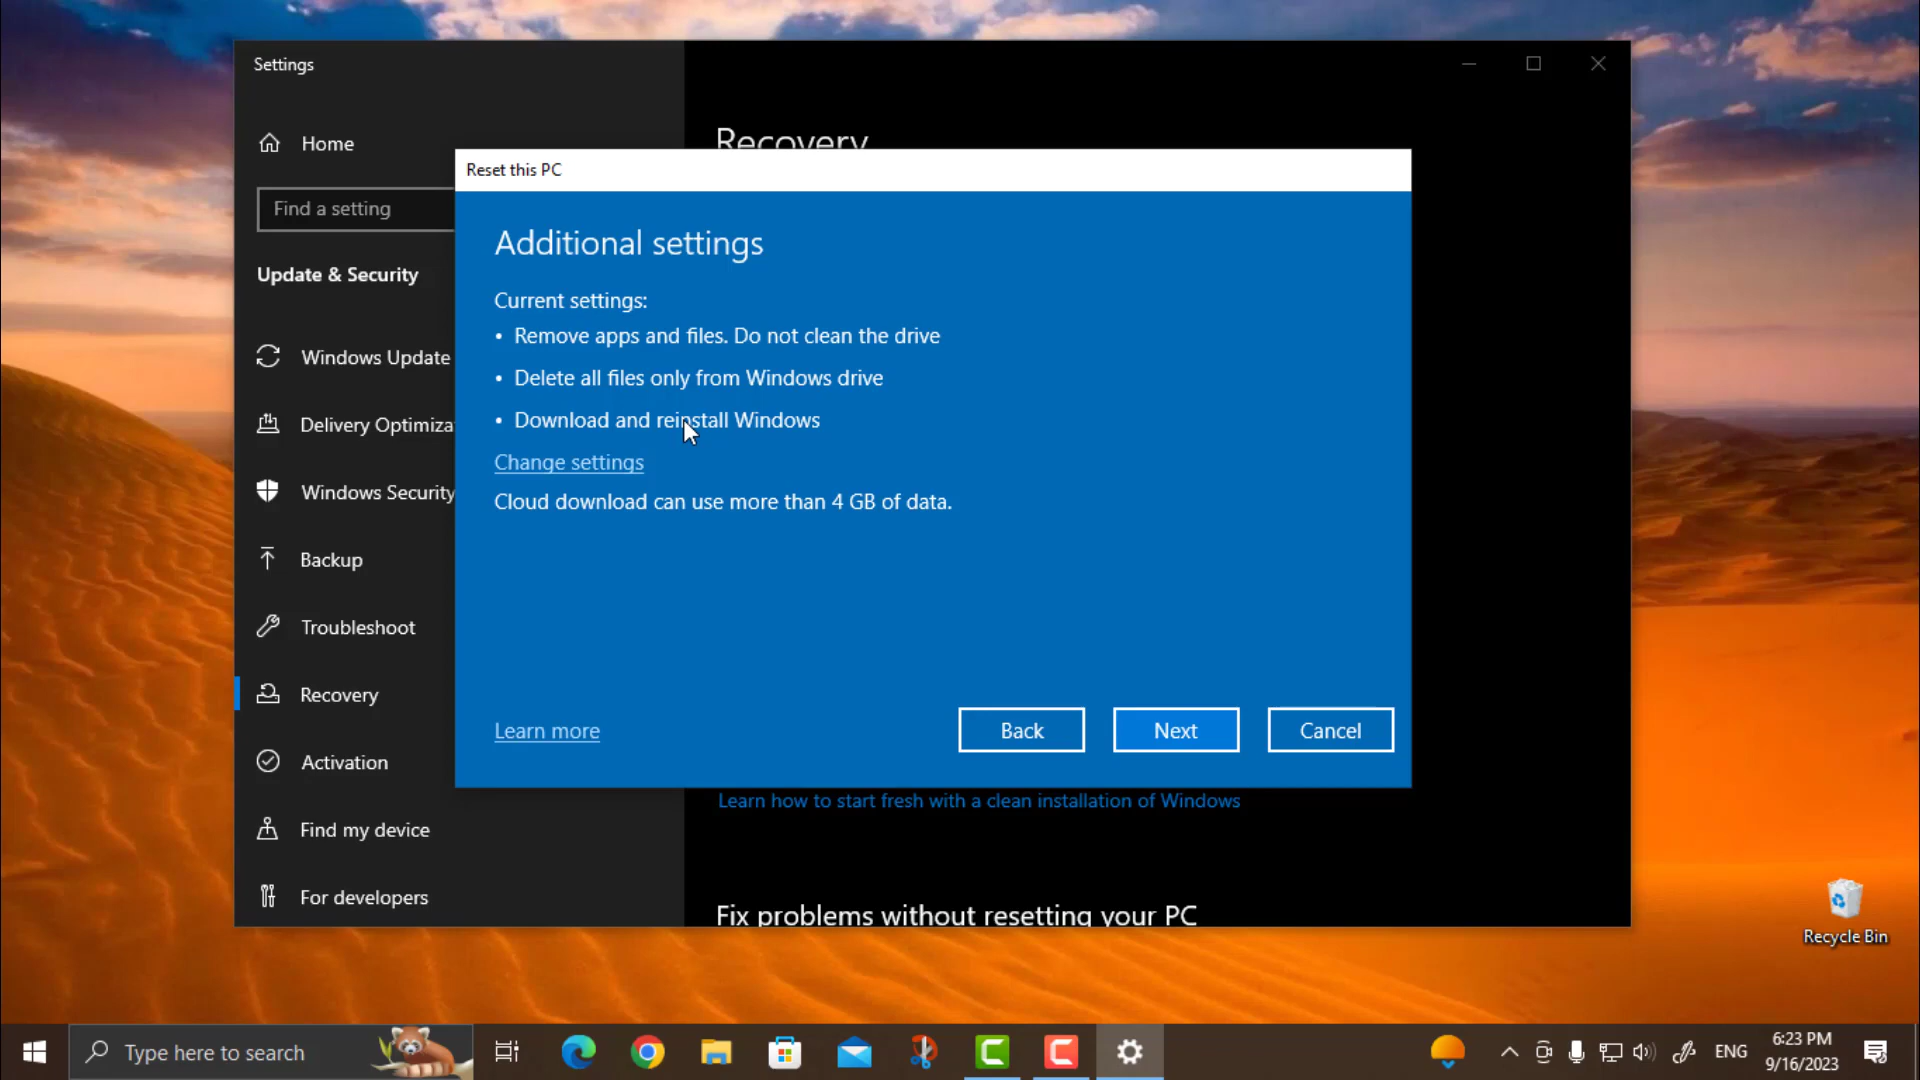 Settings
Home
Find a setting
Update & Security
Windows Update
Delivery Optimiza
Windows Security
Backup
Troubleshoot
Recovery
Activation
Find my device
For developers
Recovery
Reset this PC
Additional settings
Current settings:
• Remove apps and files. Do not clean the drive
• Delete all files only from Windows drive
• Download and reinstall Windows
Change settings
Cloud download can use more than 4 GB of data.
Learn more
Back
Next
Cancel
Learn how to start fresh with a clean installation of Windows
Fix problems without resetting your PC
Recycle Bin
Type here to search
ENG
6:23 PM
9/16/2023